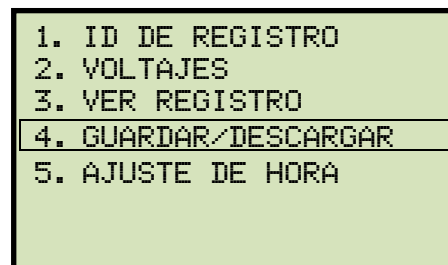 1. ID DE REGISTRO
2. VOLTAJES
3. VER REGISTRO
4. GUARDAR/DESCARGAR
5. AJUSTE DE HORA